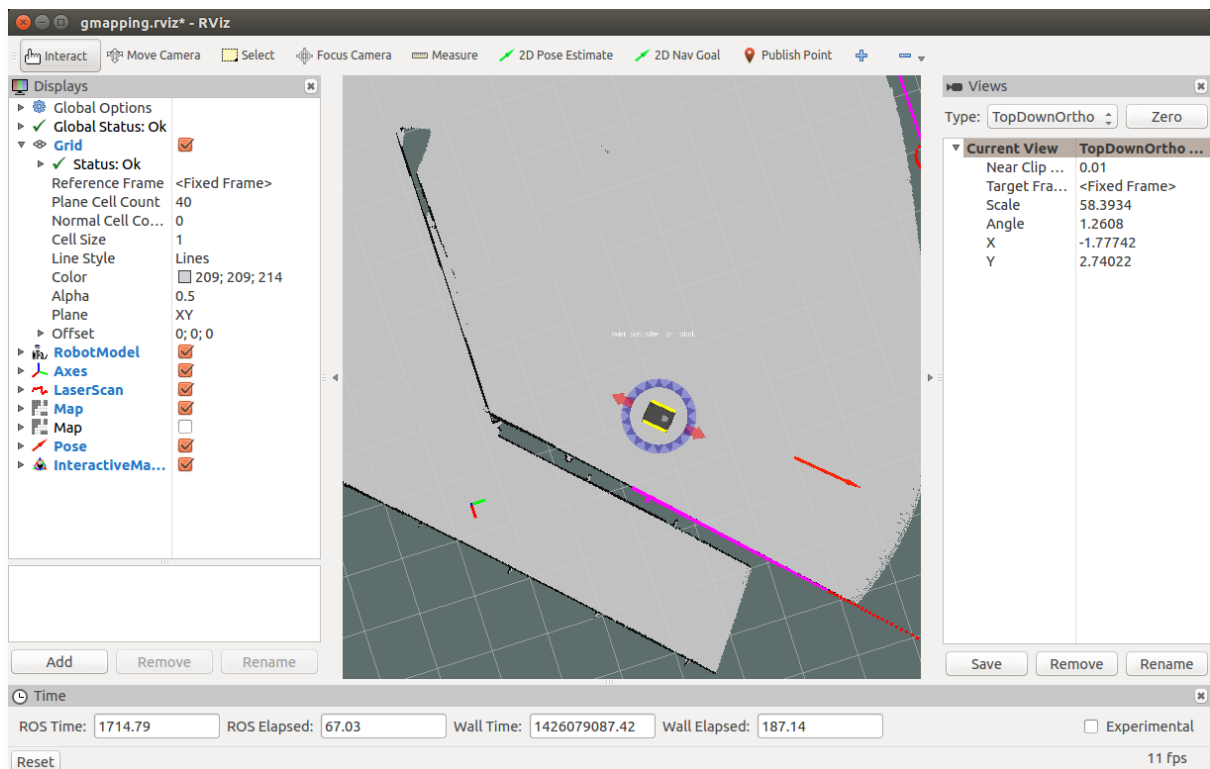 gmapping.rviz* - RViz
Interact Move Camera Select Focus Camera Measure 2D Pose Estimate 2D Nav Goal Publish Point
Displays
Global Options
Global Status: Ok
Grid
Status: Ok
Reference Frame <Fixed Frame>
Plane Cell Count 40
Normal Cell Co... 0
Cell Size 1
Line Style Lines
Color 209; 209; 214
Alpha 0.5
Plane XY
Offset 0; 0; 0
RobotModel
Axes
LaserScan
Map
Map
Pose
InteractiveMa...
Add Remove Rename
Views
Type: TopDownOrtho Zero
Current View TopDownOrtho ...
Near Clip ... 0.01
Target Fra... <Fixed Frame>
Scale 58.3934
Angle 1.2608
X -1.77742
Y 2.74022
Save Remove Rename
Time
ROS Time: 1714.79 ROS Elapsed: 67.03 Wall Time: 1426079087.42 Wall Elapsed: 187.14 Experimental
Reset 11 fps